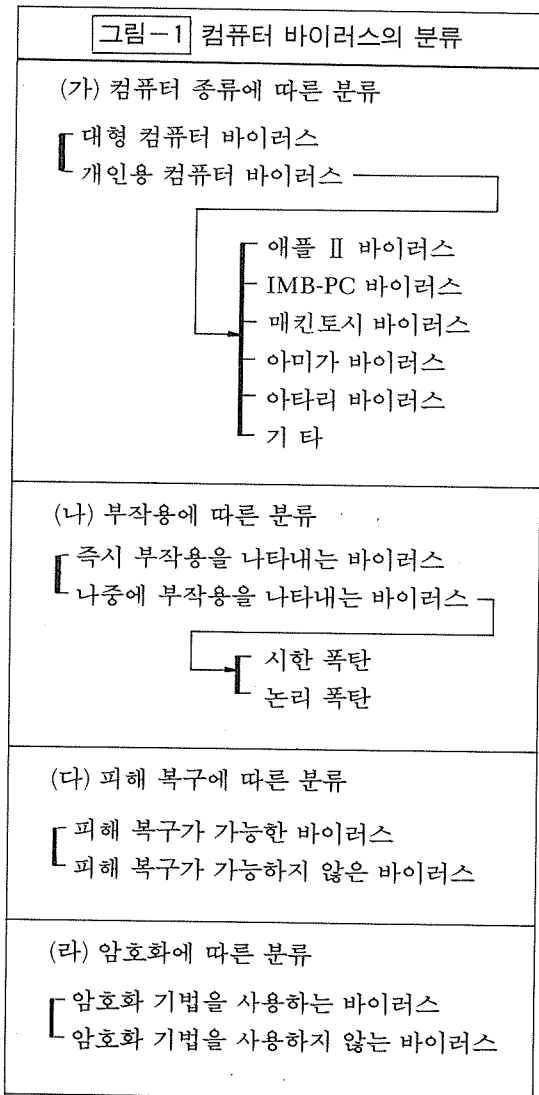 그림-1 컴퓨터 바이러스의 분류
(가) 컴퓨터 종류에 따른 분류
대형 컴퓨터 바이러스
개인용 컴퓨터 바이러스
애플 Ⅱ 바이러스
IMB-PC 바이러스
매킨토시 바이러스
아미가 바이러스
아타리 바이러스
기 타
(나) 부작용에 따른 분류
즉시 부작용을 나타내는 바이러스
나중에 부작용을 나타내는 바이러스
시한 폭탄
논리 폭탄
(다) 피해 복구에 따른 분류
피해 복구가 가능한 바이러스
피해 복구가 가능하지 않은 바이러스
(라) 암호화에 따른 분류
암호화 기법을 사용하는 바이러스
암호화 기법을 사용하지 않는 바이러스